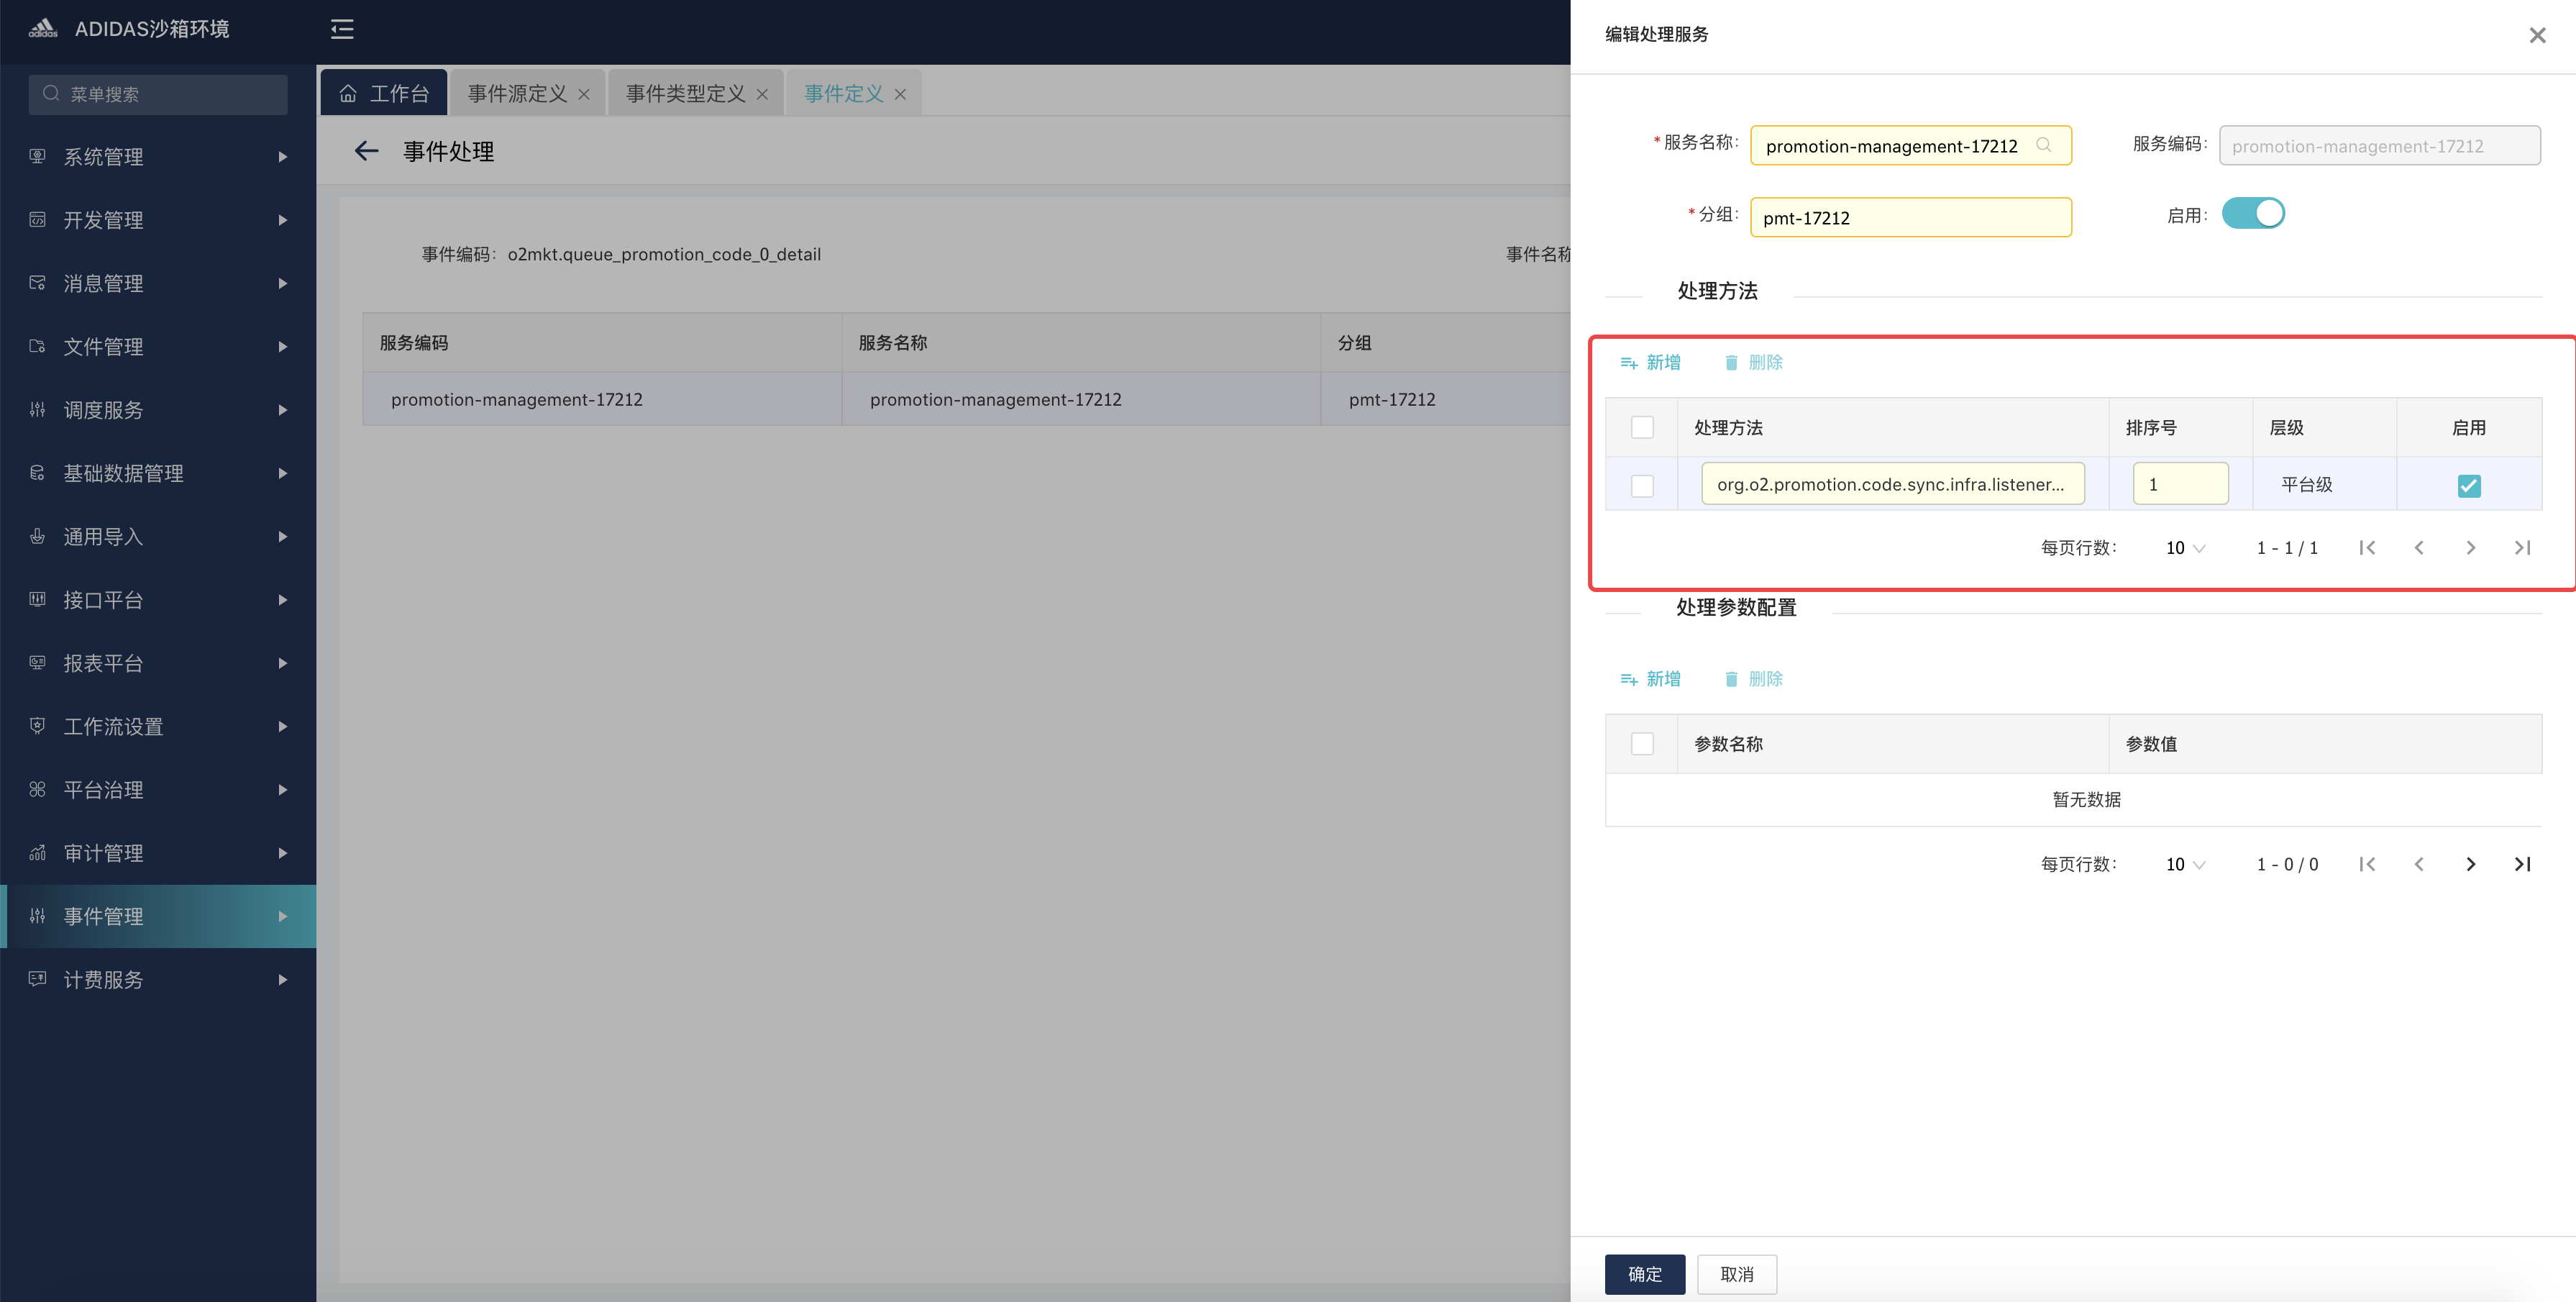 adidas ADIDAS沙箱环境
菜单搜索
系统管理
开发管理
消息管理
文件管理
调度服务
基础数据管理
通用导入
接口平台
报表平台
工作流设置
平台治理
审计管理
事件管理
计费服务
工作台 事件源定义 事件类型定义 事件定义
事件处理
事件编码: o2mkt.queue_promotion_code_0_detail 事件名称
服务编码 服务名称 分组
promotion-management-17212 promotion-management-17212 pmt-17212
编辑处理服务
*服务名称: promotion-management-17212 服务编码: promotion-management-17212
*分组: pmt-17212 启用:
处理方法
新增 删除
处理方法 排序号 层级 启用
org.o2.promotion.code.sync.infra.listener... 1 平台级
每页行数: 10 1 - 1 / 1
处理参数配置
新增 删除
参数名称 参数值
暂无数据
每页行数: 10 1 - 0 / 0
确定 取消